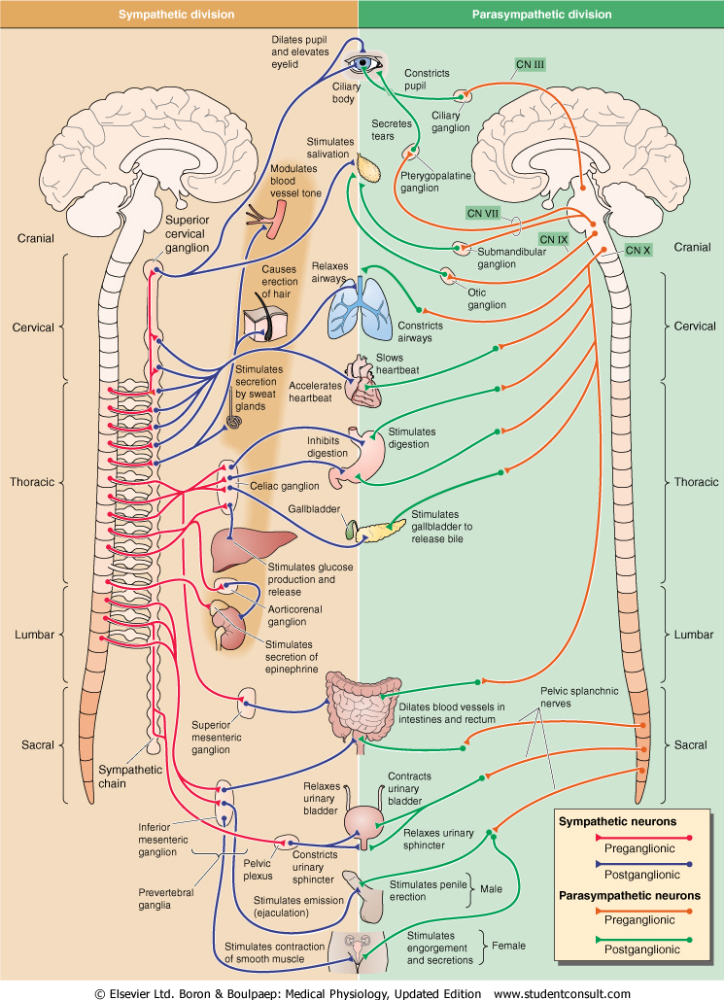 Sympathetic division
Parasympathetic division
Dilates pupil
and elevates
eyelid
Ciliary
body
Constricts
pupil
CN III
Ciliary
ganglion
Secretes
tears
Stimulates
salivation
Pterygopalatine
ganglion
Modulates
blood
vessel tone
CN VII
Superior
cervical
ganglion
Cranial
CN IX
Submandibular
ganglion
CN X
Cranial
Otic
ganglion
Causes
erection
of hair
Relaxes
airways
Constricts
airways
Cervical
Cervical
Slows
heartbeat
Accelerates
heartbeat
Stimulates
secretion
by sweat
glands
Inhibits
digestion
Stimulates
digestion
Thoracic
Thoracic
Celiac ganglion
Gallbladder
Stimulates
gallbladder to
release bile
Stimulates glucose
production and
release
Aorticorenal
ganglion
Lumbar
Lumbar
Stimulates
secretion of
epinephrine
Superior
mesenteric
ganglion
Dilates blood vessels in
intestines and rectum
Pelvic splanchnic
nerves
Sacral
Sacral
Sympathetic
chain
Relaxes
urinary
bladder
Contracts
urinary
bladder
Inferior
mesenteric
ganglion
Pelvic
plexus
Constricts
urinary
sphincter
Relaxes urinary
sphincter
Prevertebral
ganglia
Stimulates emission
(ejaculation)
Stimulates penile
erection
Male
Stimulates contraction
of smooth muscle
Stimulates
engorgement
and secretions
Female
Sympathetic neurons
Preganglionic
Postganglionic
Parasympathetic neurons
Preganglionic
Postganglionic
© Elsevier Ltd. Boron & Boulpaep: Medical Physiology, Updated Edition www.studentconsult.com